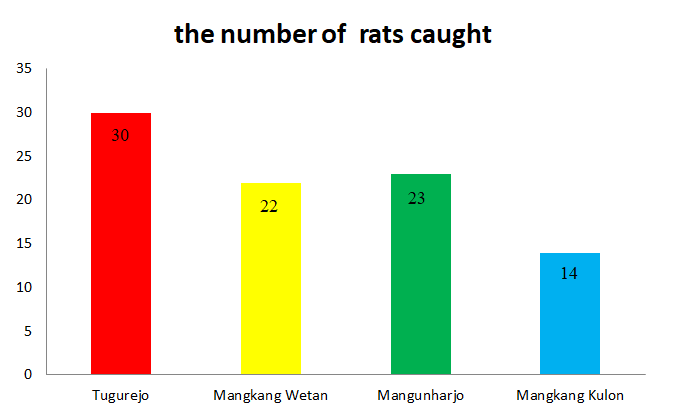 the number of  rats caught
35
30
25
20
15
10
5
0
30
22
23
14
Tugurejo
Mangkang Wetan
Mangunharjo
Mangkang Kulon